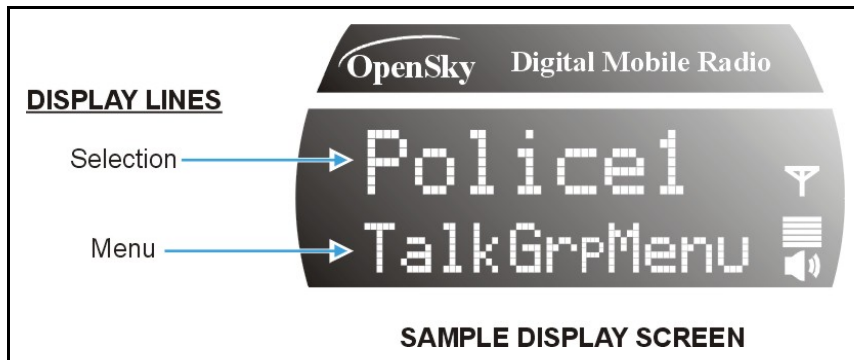 OpenSky Digital Mobile Radio
DISPLAY LINES
Selection
Police1
Menu
TalkGrpMenu
SAMPLE DISPLAY SCREEN